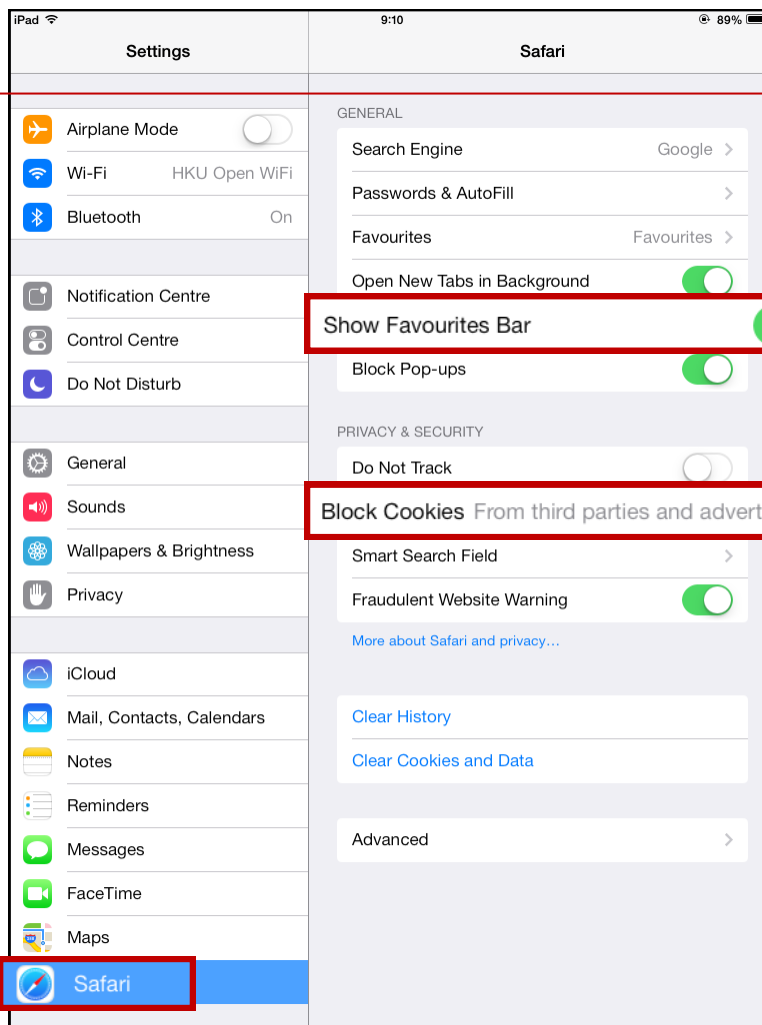 iPad 9:10 89%
Settings
Safari
Airplane Mode
Wi-Fi HKU Open WiFi
Bluetooth On
Notification Centre
Control Centre
Do Not Disturb
General
Sounds
Wallpapers & Brightness
Privacy
iCloud
Mail, Contacts, Calendars
Notes
Reminders
Messages
FaceTime
Maps
Safari
GENERAL
Search Engine Google
Passwords & AutoFill
Favourites Favourites
Open New Tabs in Background
Show Favourites Bar
Block Pop-ups
PRIVACY & SECURITY
Do Not Track
Block Cookies From third parties and advert
Smart Search Field
Fraudulent Website Warning
More about Safari and privacy…
Clear History
Clear Cookies and Data
Advanced